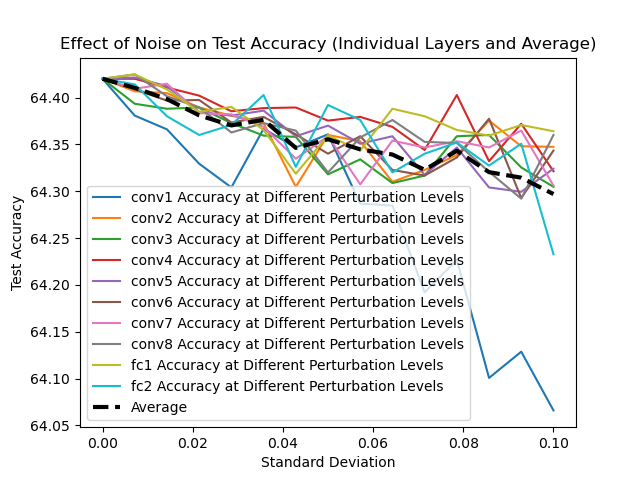 Effect of Noise on Test Accuracy (Individual Layers and Average)
Test Accuracy
64.40
64.35
64.30
64.25
64.20
64.15
64.10
64.05
conv1 Accuracy at Different Perturbation Levels
conv2 Accuracy at Different Perturbation Levels
conv3 Accuracy at Different Perturbation Levels
conv4 Accuracy at Different Perturbation Levels
conv5 Accuracy at Different Perturbation Levels
conv6 Accuracy at Different Perturbation Levels
conv7 Accuracy at Different Perturbation Levels
conv8 Accuracy at Different Perturbation Levels
fc1 Accuracy at Different Perturbation Levels
fc2 Accuracy at Different Perturbation Levels
Average
0.00 0.02 0.04 0.06 0.08 0.10
Standard Deviation